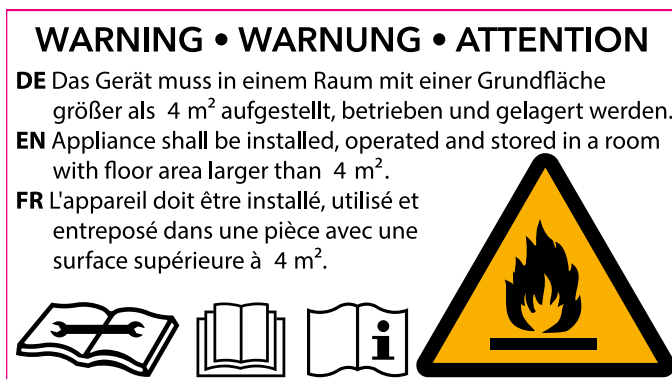 WARNING • WARNUNG • ATTENTION
DE Das Gerät muss in einem Raum mit einer Grundfläche
größer als 4 m² aufgestellt, betrieben und gelagert werden.
EN Appliance shall be installed, operated and stored in a room
with floor area larger than 4 m².
FR L'appareil doit être installé, utilisé et
entreposé dans une pièce avec une
surface supérieure à 4 m².
i